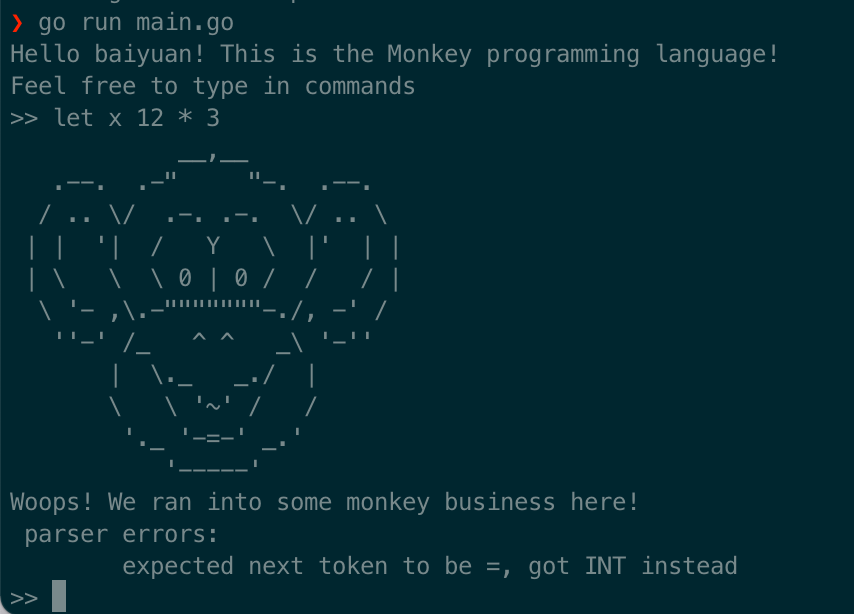 ❯ go run main.go
Hello baiyuan! This is the Monkey programming language!
Feel free to type in commands
>> let x 12 * 3
            __,__
   .--.  .-"     "-.  .--.
  / .. \/  .-. .-.  \/ .. \
 | |  '|  /   Y   \  |'  | |
 | \   \  \ 0 | 0 /  /   / |
  \ '- ,\.-"""""""-./, -' /
   ''-' /_   ^ ^   _\ '-''
       |  \._   _./  |
       \   \ '~' /   /
        '._ '-=-' _.'
           '-----'
Woops! We ran into some monkey business here!
 parser errors:
        expected next token to be =, got INT instead
>>